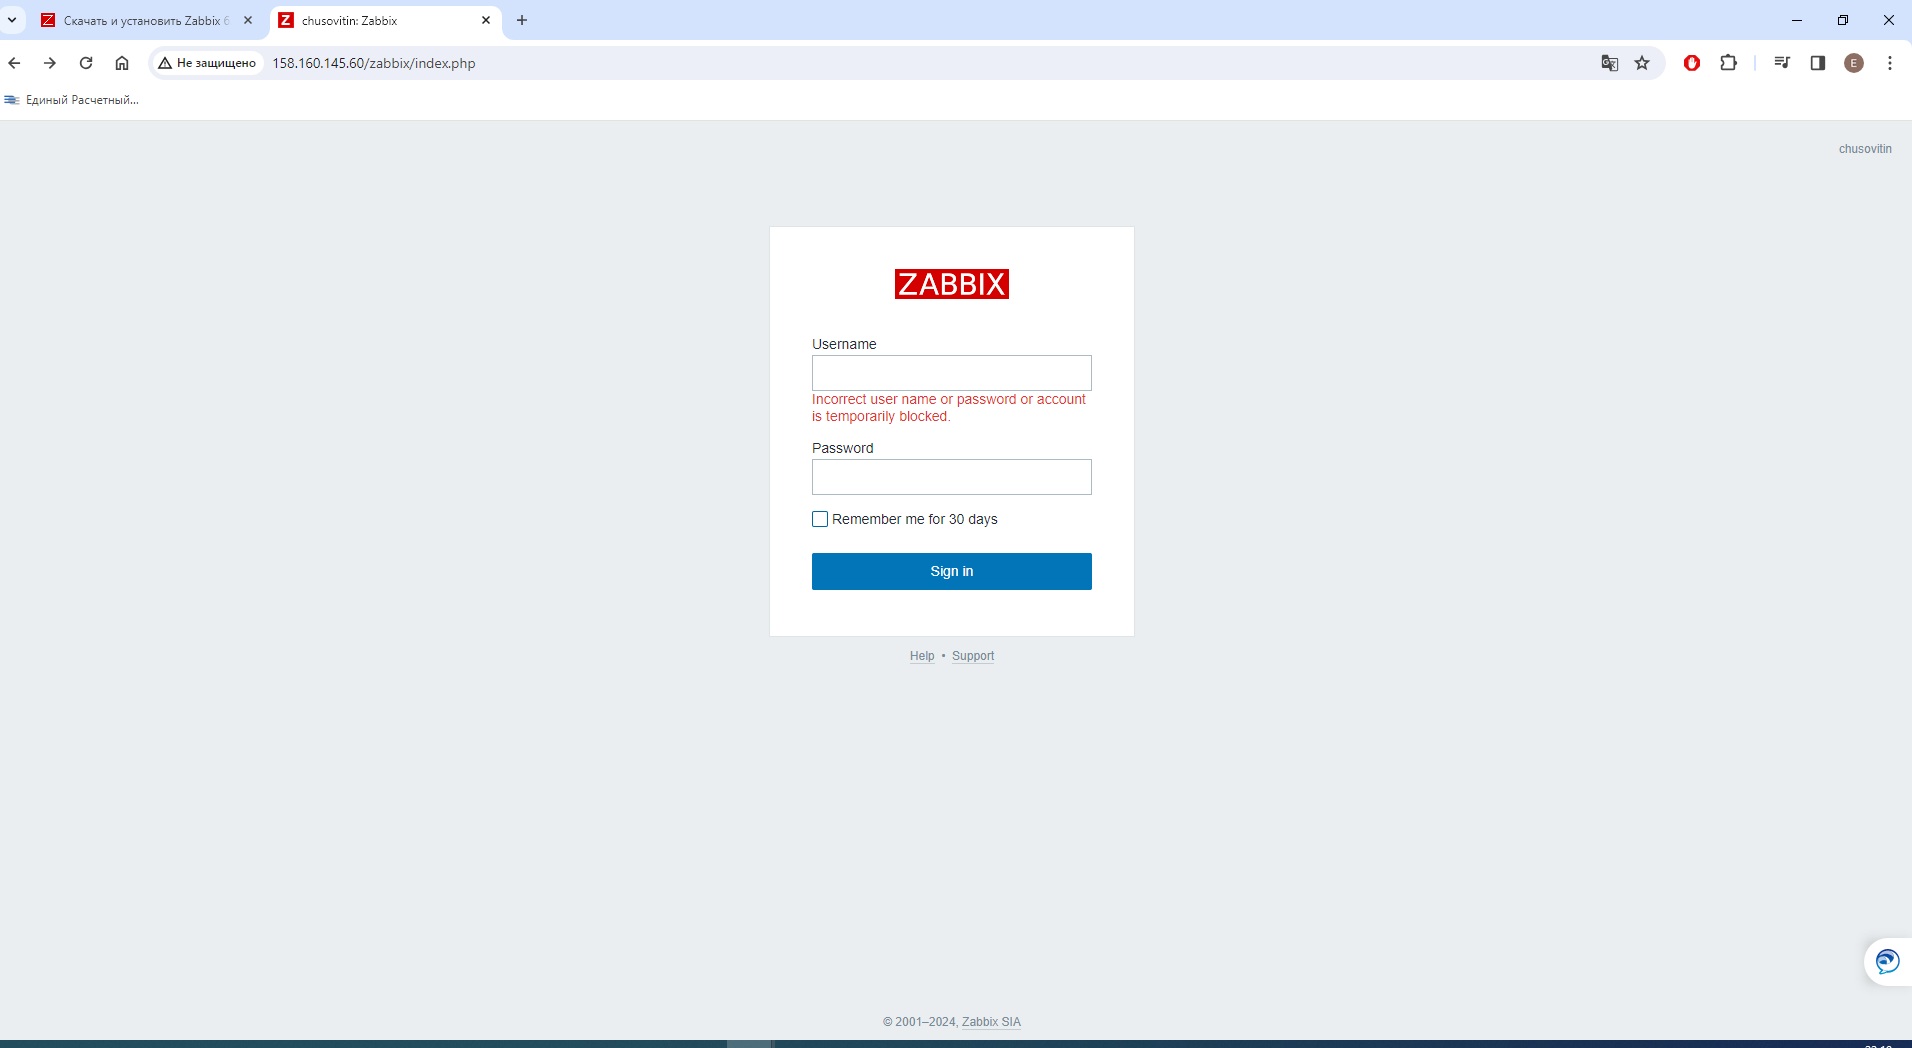 Скачать и установить Zabbix 6
chusovitin: Zabbix
Не защищено
158.160.145.60/zabbix/index.php
E
Единый Расчетный...
chusovitin
ZABBIX
Username
Incorrect user name or password or account
is temporarily blocked.
Password
Remember me for 30 days
Sign in
Help • Support
© 2001–2024, Zabbix SIA